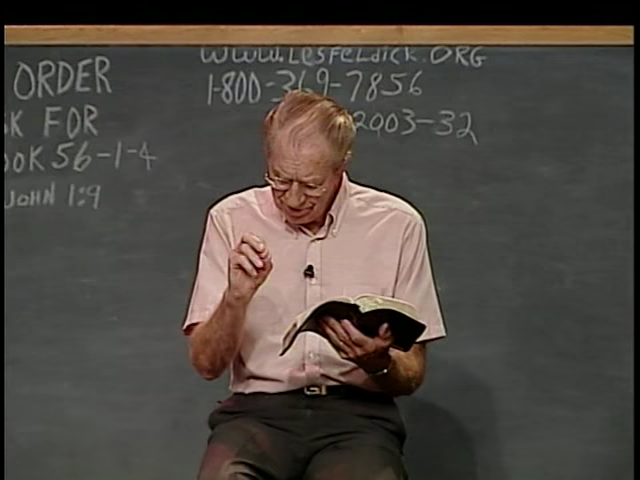 WWW.LESFELDICK.ORG
ORDER
1-800-369-7856
K FOR
2003-32
OOK 56-1-4
JOHN 1:9